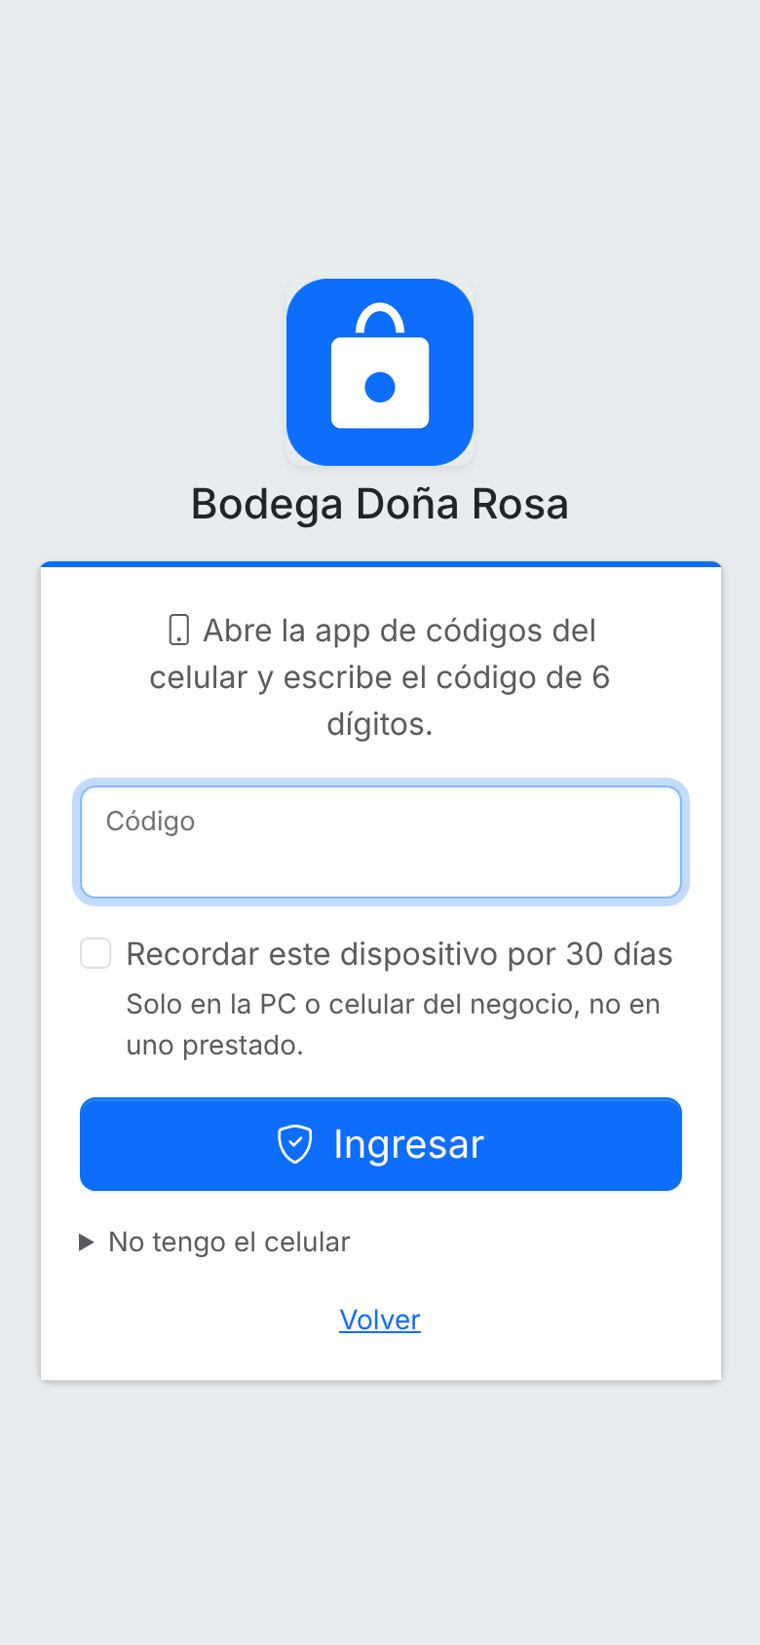 Bodega Doña Rosa
Abre la app de códigos del
celular y escribe el código de 6
dígitos.
Código
Recordar este dispositivo por 30 días
Solo en la PC o celular del negocio, no en
uno prestado.
Ingresar
No tengo el celular
Volver